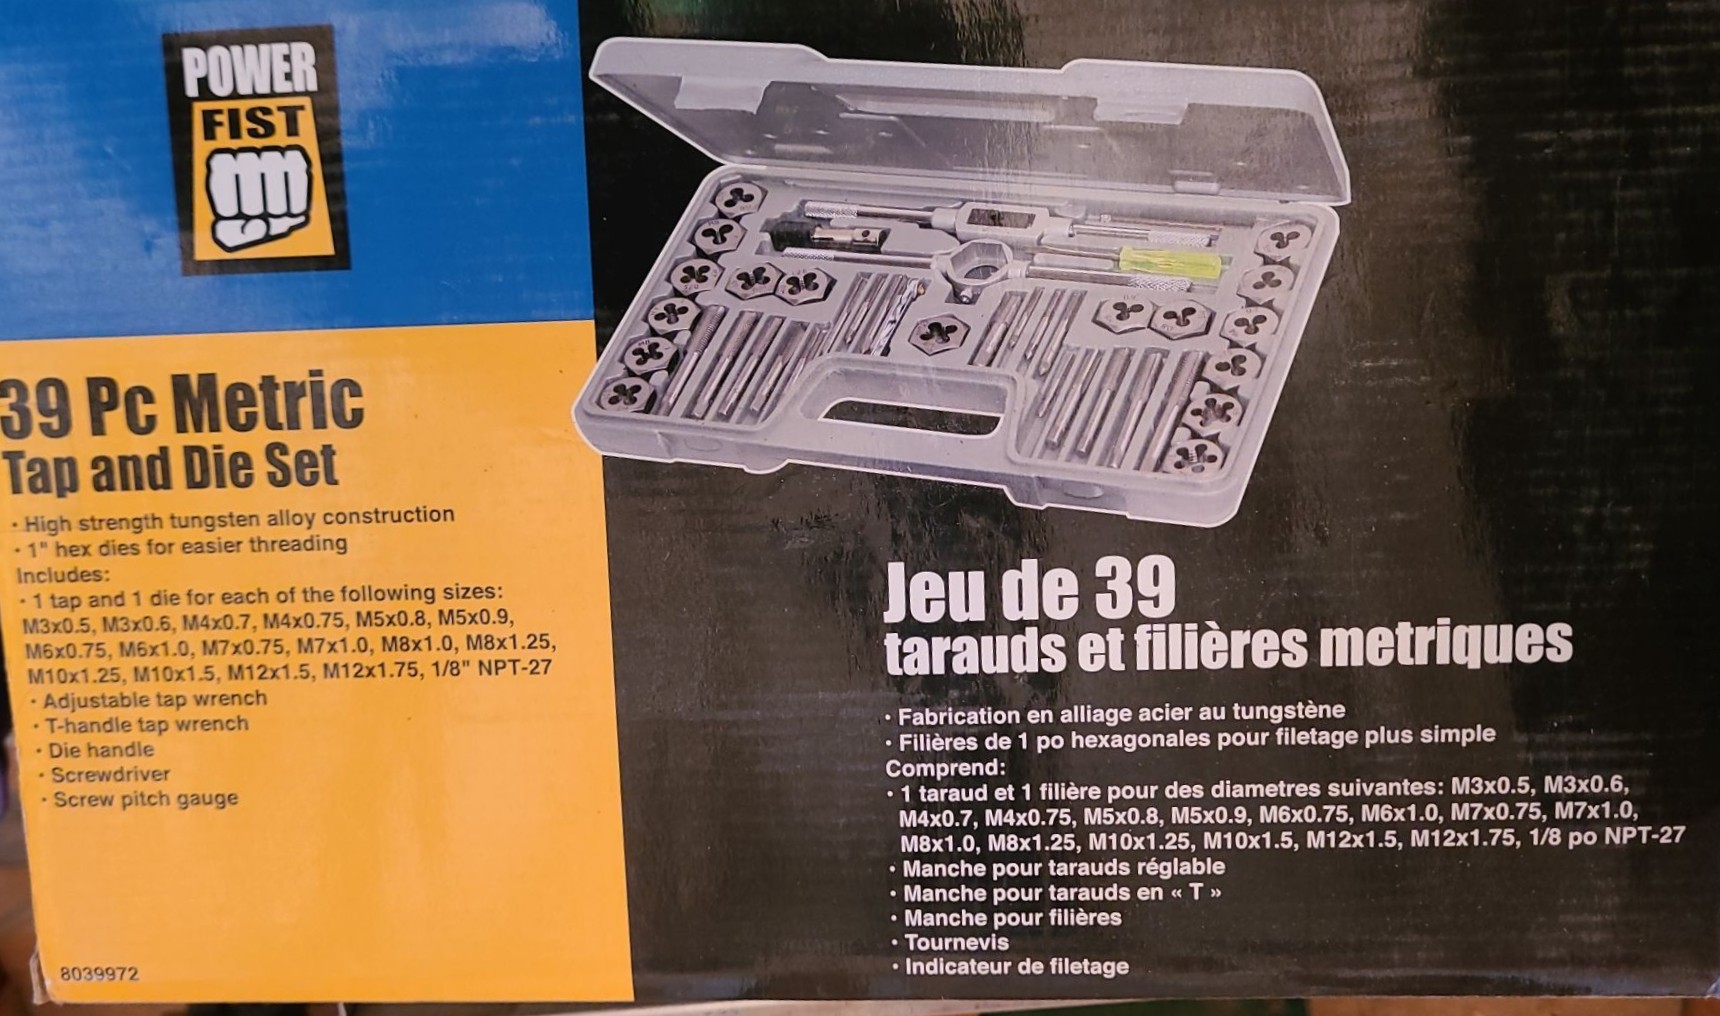 POWER
FIST
39 Pc Metric
Tap and Die Set
· High strength tungsten alloy construction
· 1" hex dies for easier threading
Includes:
· 1 tap and 1 die for each of the following sizes:
M3x0.5, M3x0.6, M4x0.7, M4x0.75, M5x0.8, M5x0.9,
M6x0.75, M6x1.0, M7x0.75, M7x1.0, M8x1.0, M8x1.25,
M10x1.25, M10x1.5, M12x1.5, M12x1.75, 1/8" NPT-27
· Adjustable tap wrench
· T-handle tap wrench
· Die handle
· Screwdriver
· Screw pitch gauge
8039972
Jeu de 39
tarauds et filières metriques
· Fabrication en alliage acier au tungstène
· Filières de 1 po hexagonales pour filetage plus simple
Comprend:
· 1 taraud et 1 filière pour des diametres suivantes: M3x0.5, M3x0.6,
M4x0.7, M4x0.75, M5x0.8, M5x0.9, M6x0.75, M6x1.0, M7x0.75, M7x1.0,
M8x1.0, M8x1.25, M10x1.25, M10x1.5, M12x1.5, M12x1.75, 1/8 po NPT-27
· Manche pour tarauds réglable
· Manche pour tarauds en « T »
· Manche pour filières
· Tournevis
· Indicateur de filetage